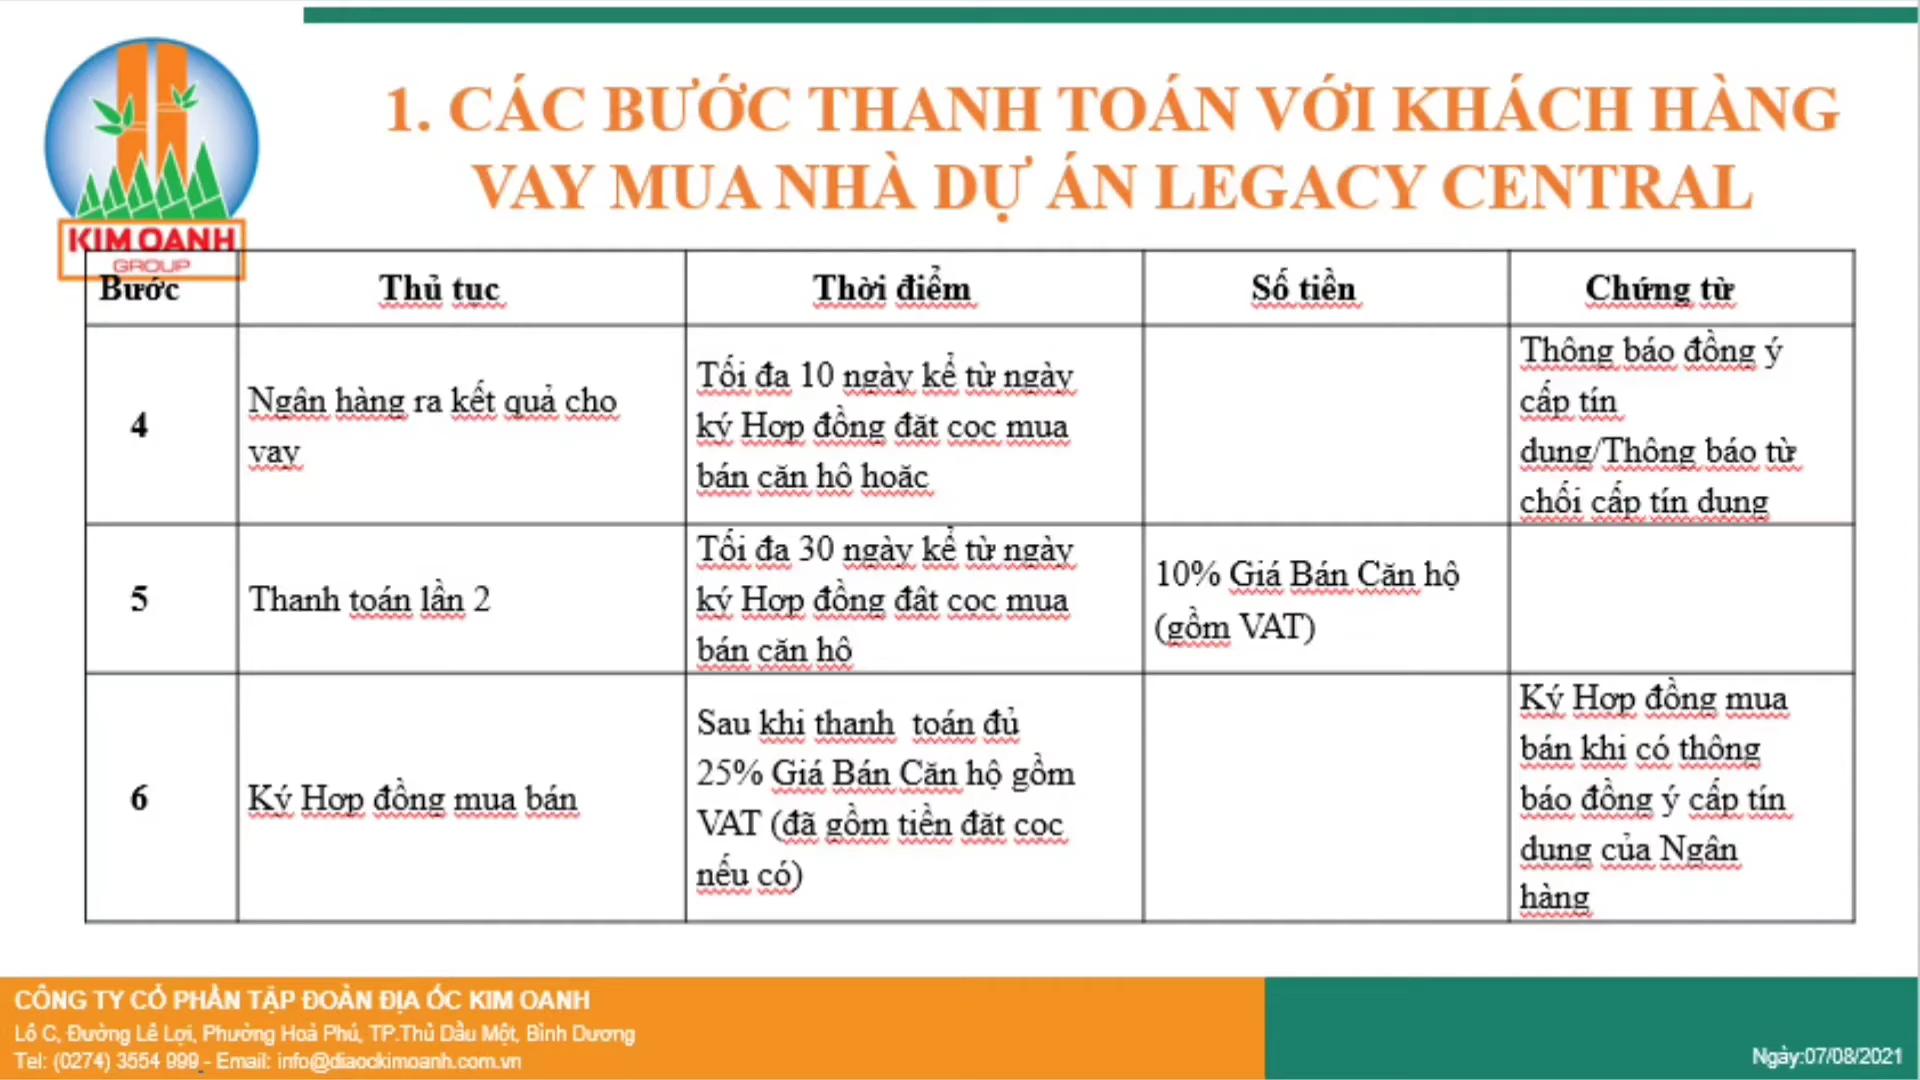 KIM OANH
GROUP
1. CÁC BƯỚC THANH TOÁN VỚI KHÁCH HÀNG
VAY MUA NHÀ DỰ ÁN LEGACY CENTRAL
Bước Thủ tục Thời điểm Số tiền Chứng từ
4
Ngân hàng ra kết quả cho
vay
Tối đa 10 ngày kể từ ngày
ký Hợp đồng đặt cọc mua
bán căn hộ hoặc
Thông báo đồng ý
cấp tín
dụng/Thông báo từ
chối cấp tín dụng
5
Thanh toán lần 2
Tối đa 30 ngày kể từ ngày
ký Hợp đồng đật cọc mua
bán căn hộ
10% Giá Bán Căn hộ
(gồm VAT)
6
Ký Hợp đồng mua bán
Sau khi thanh toán đủ
25% Giá Bán Căn hộ gồm
VAT (đã gồm tiền đặt cọc
nếu có)
Ký Hợp đồng mua
bán khi có thông
báo đồng ý cấp tín
dụng của Ngân
hàng
CÔNG TY CỔ PHẦN TẬP ĐOÀN ĐỊA ỐC KIM OANH
Lô C, Đường Lê Lợi, Phường Hoà Phú, TP.Thủ Dầu Một, Bình Dương
Tel: (0274) 3554 999 - Email: info@diaockimoanh.com.vn
Ngày:07/08/2021